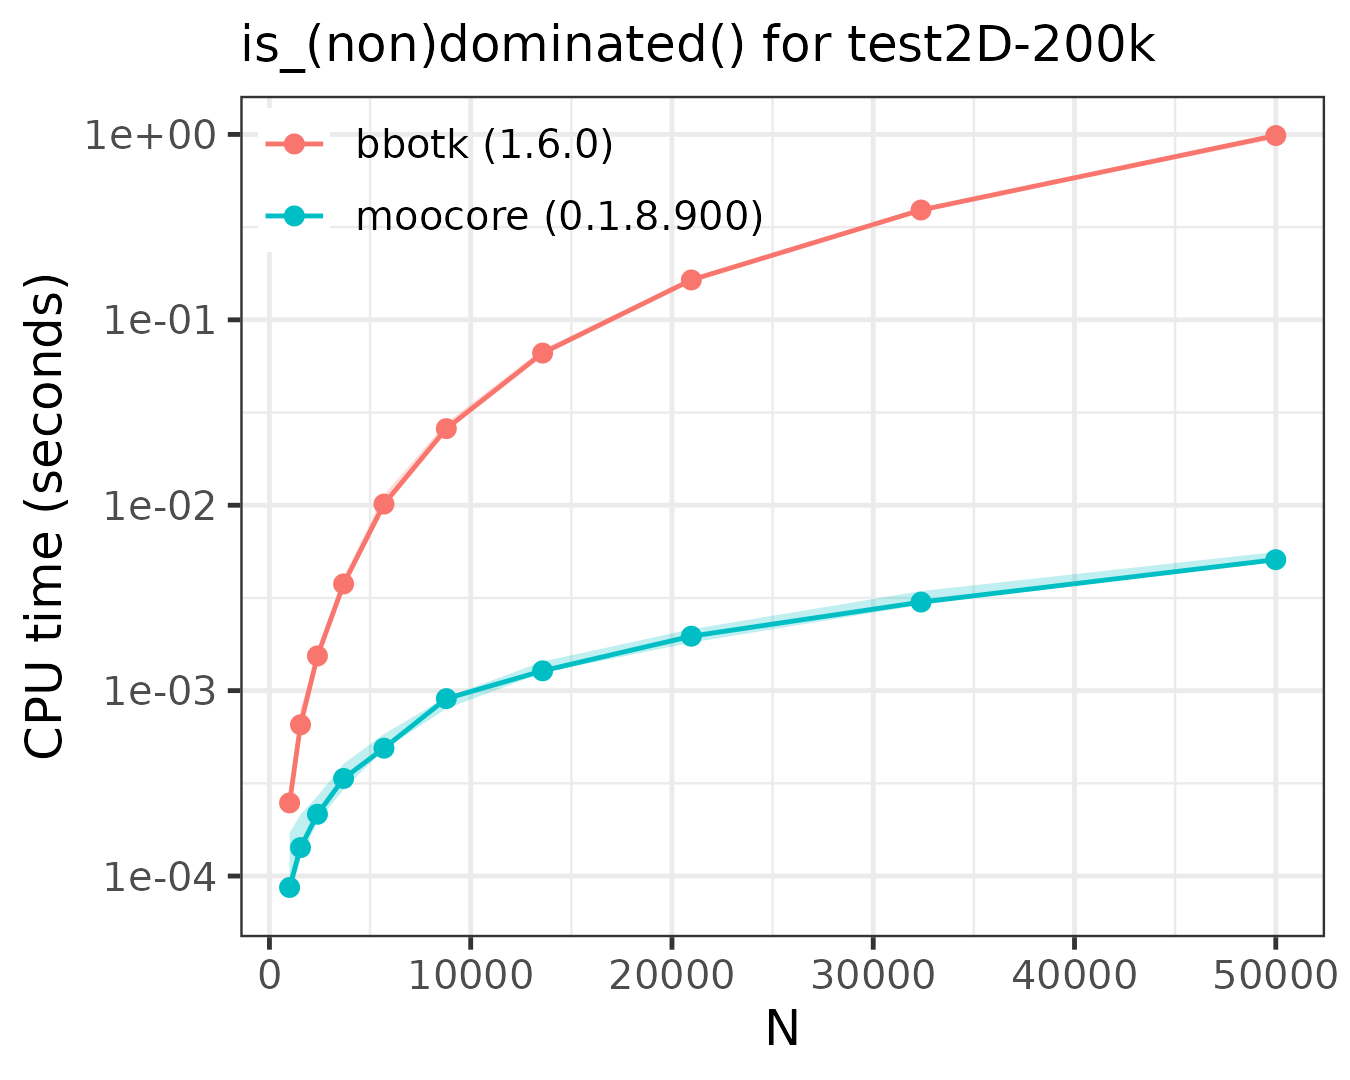 is_(non)dominated() for test2D-200k
bbotk (1.6.0)
moocore (0.1.8.900)
CPU time (seconds)
1e+00
1e-01
1e-02
1e-03
1e-04
0 10000 20000 30000 40000 50000
N